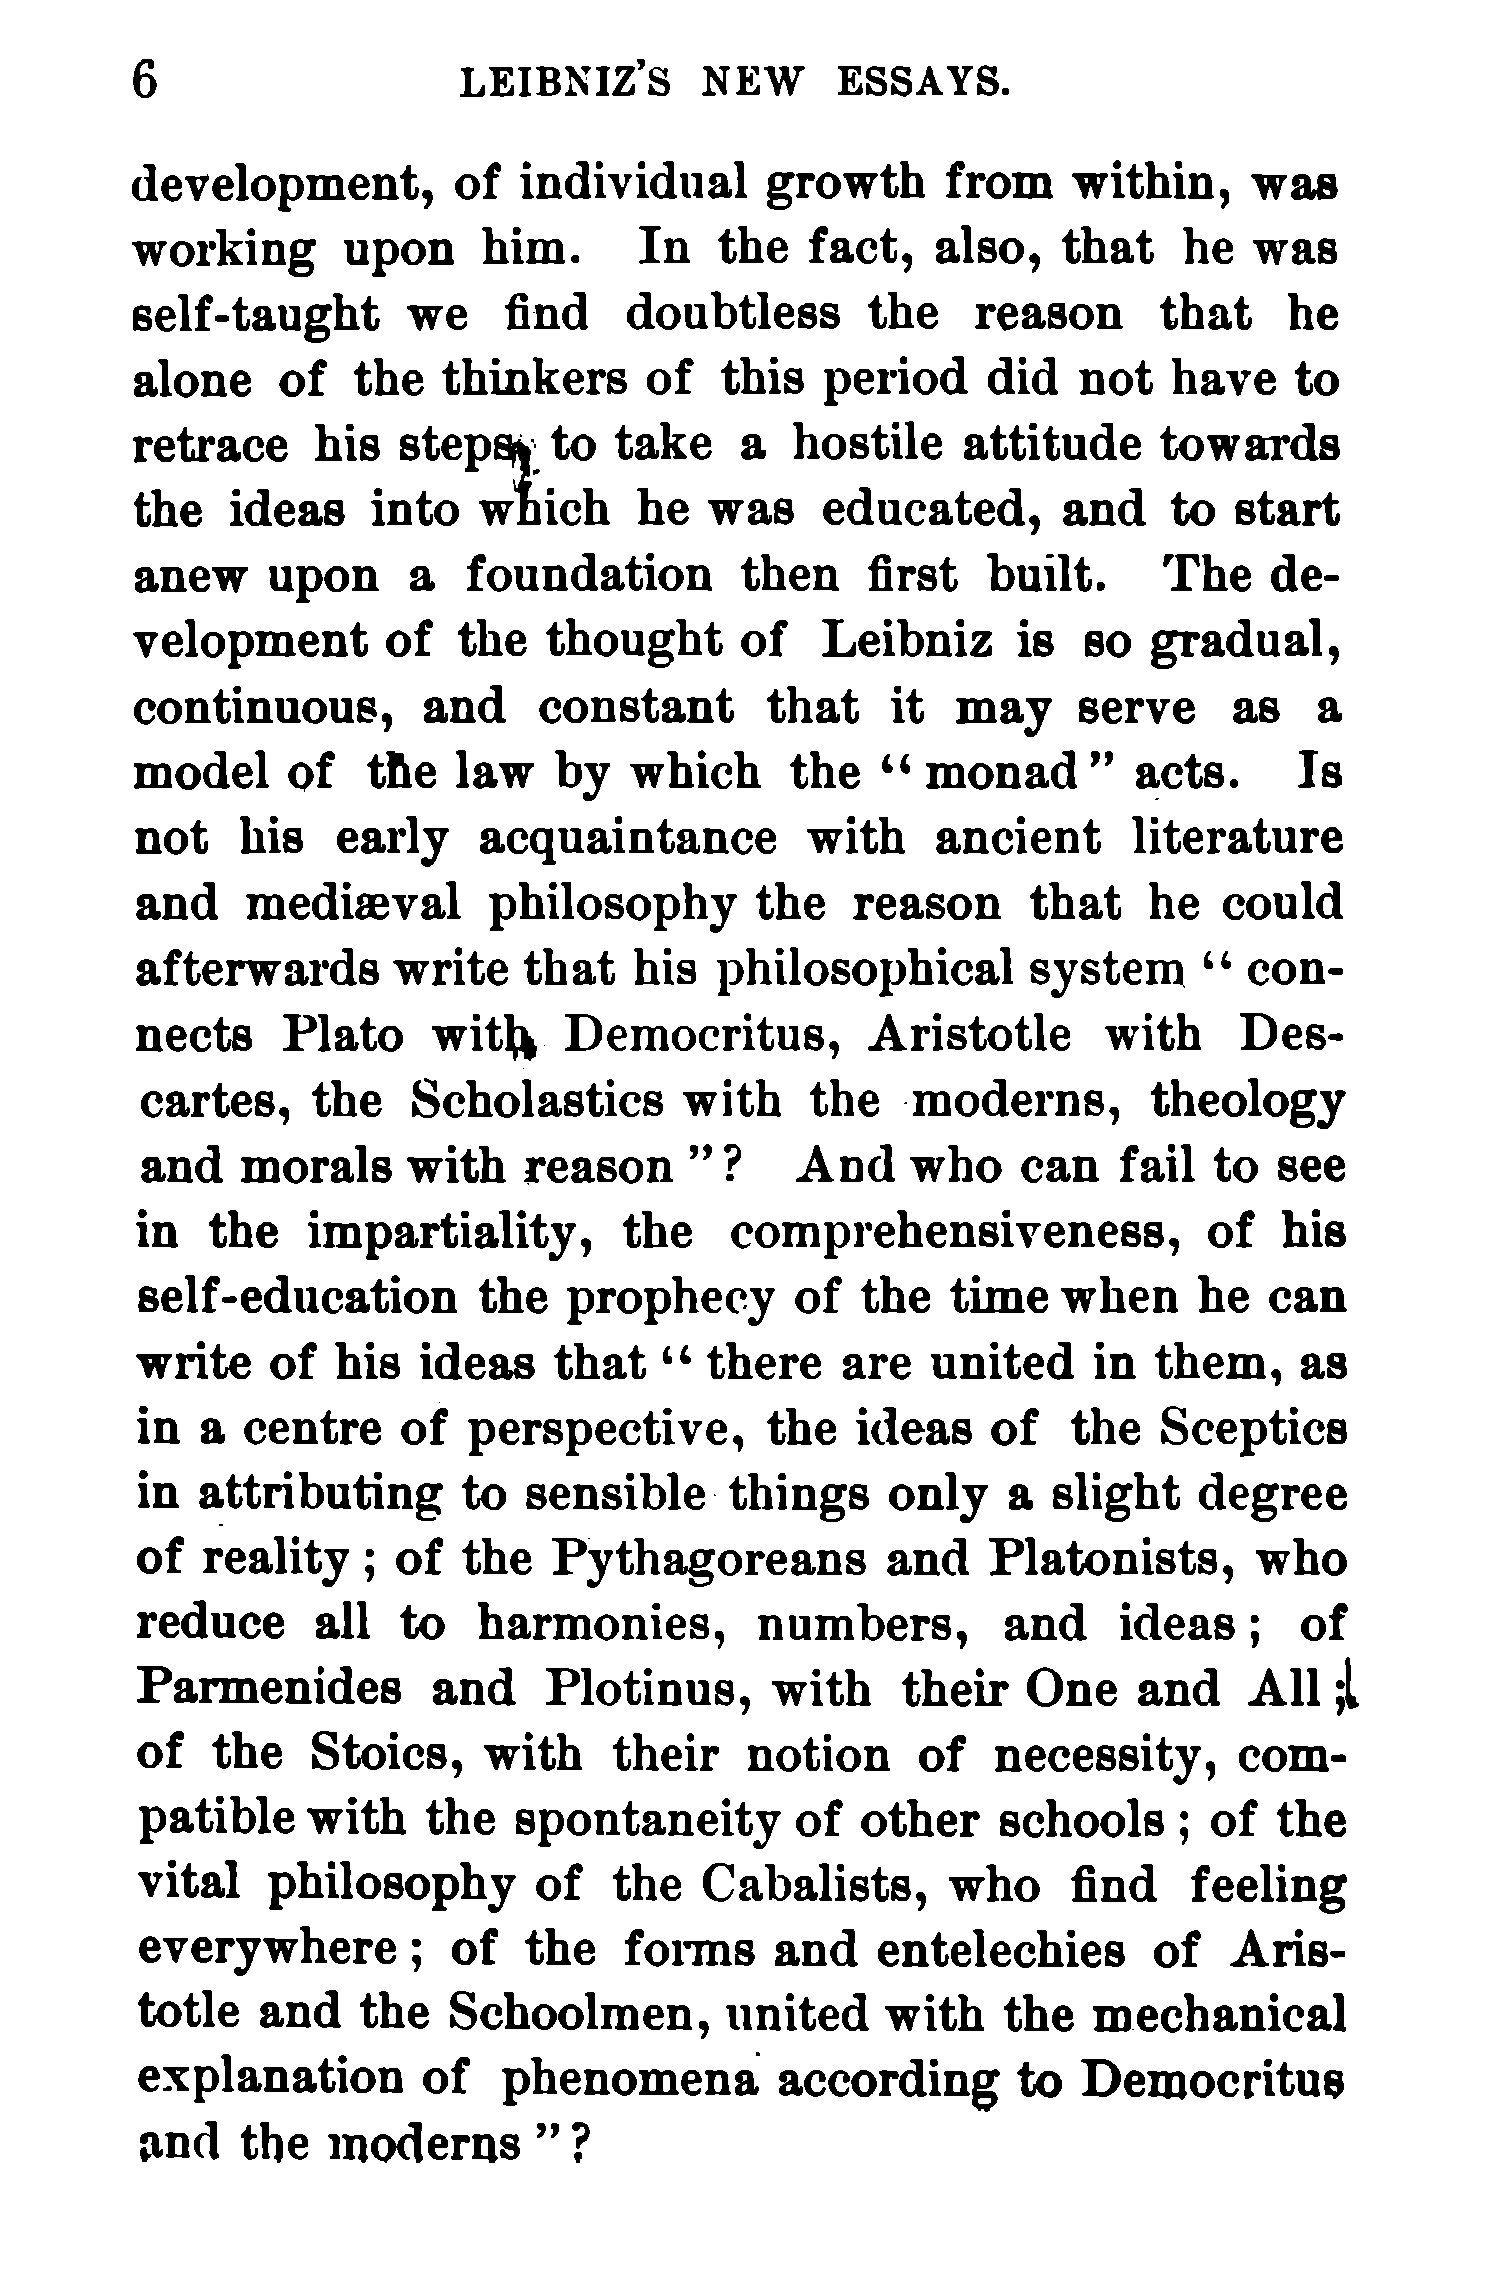 6 LEIBNIZ'S NEW ESSAYS.
development, of individual growth from within, was
working upon him. In the fact, also, that he was
self-taught we find doubtless the reason that he
alone of the thinkers of this period did not have to
retrace his steps, to take a hostile attitude towards
the ideas into which he was educated, and to start
anew upon a foundation then first built. The de-
velopment of the thought of Leibniz is so gradual,
continuous, and constant that it may serve as a
model of the law by which the “monad” acts. Is
not his early acquaintance with ancient literature
and mediæval philosophy the reason that he could
afterwards write that his philosophical system “con-
nects Plato with Democritus, Aristotle with Des-
cartes, the Scholastics with the moderns, theology
and morals with reason”? And who can fail to see
in the impartiality, the comprehensiveness, of his
self-education the prophecy of the time when he can
write of his ideas that “there are united in them, as
in a centre of perspective, the ideas of the Sceptics
in attributing to sensible things only a slight degree
of reality; of the Pythagoreans and Platonists, who
reduce all to harmonies, numbers, and ideas; of
Parmenides and Plotinus, with their One and All;
of the Stoics, with their notion of necessity, com-
patible with the spontaneity of other schools; of the
vital philosophy of the Cabalists, who find feeling
everywhere; of the forms and entelechies of Aris-
totle and the Schoolmen, united with the mechanical
explanation of phenomena according to Democritus
and the moderns”?